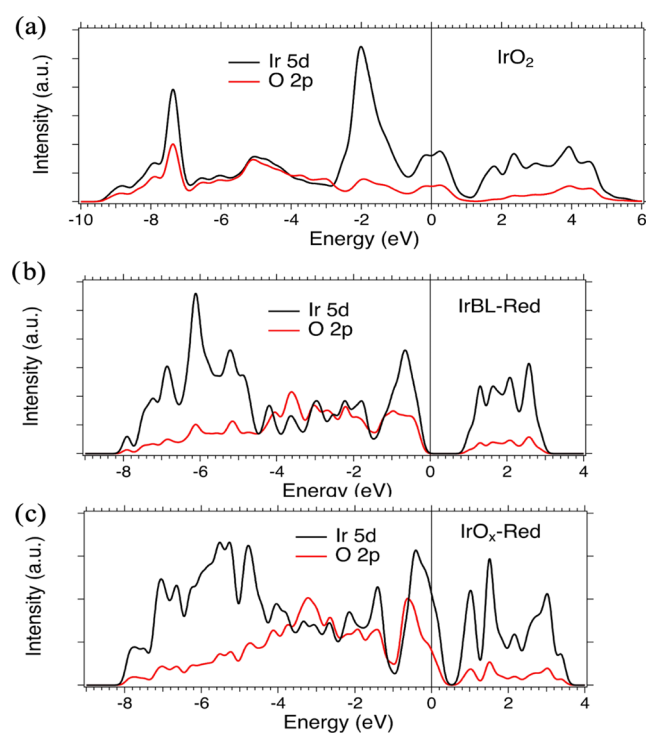 (a)
Intensity (a.u.)
Ir 5d
O 2p
IrO2
-10 -8 -6 -4 -2 0 2 4 6
Energy (eV)
(b)
Intensity (a.u.)
Ir 5d
O 2p
IrBL-Red
-8 -6 -4 -2 0 2 4
Energy (eV)
(c)
Intensity (a.u.)
Ir 5d
O 2p
IrOx-Red
-8 -6 -4 -2 0 2 4
Energy (eV)